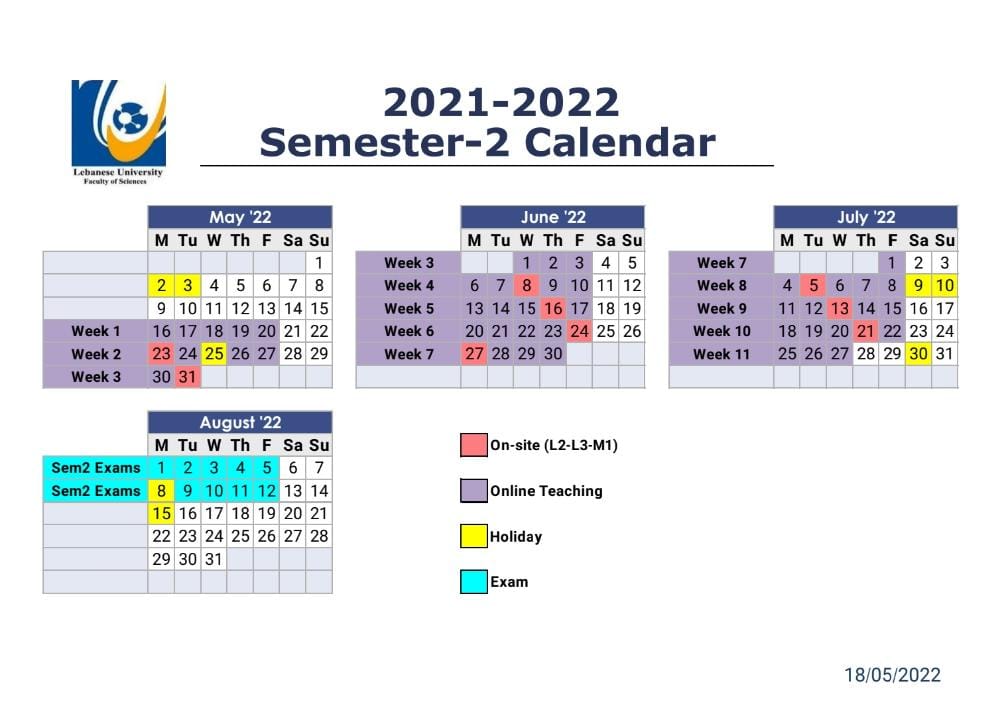 2021-2022
Semester-2 Calendar
Lebanese University
Faculty of Sciences
May '22
M Tu W Th F Sa Su
1
2 3 4 5 6 7 8
9 10 11 12 13 14 15
Week 1 16 17 18 19 20 21 22
Week 2 23 24 25 26 27 28 29
Week 3 30 31
June '22
M Tu W Th F Sa Su
Week 3 1 2 3 4 5
Week 4 6 7 8 9 10 11 12
Week 5 13 14 15 16 17 18 19
Week 6 20 21 22 23 24 25 26
Week 7 27 28 29 30
July '22
M Tu W Th F Sa Su
Week 7 1 2 3
Week 8 4 5 6 7 8 9 10
Week 9 11 12 13 14 15 16 17
Week 10 18 19 20 21 22 23 24
Week 11 25 26 27 28 29 30 31
August '22
M Tu W Th F Sa Su
Sem2 Exams 1 2 3 4 5 6 7
Sem2 Exams 8 9 10 11 12 13 14
15 16 17 18 19 20 21
22 23 24 25 26 27 28
29 30 31
On-site (L2-L3-M1)
Online Teaching
Holiday
Exam
18/05/2022